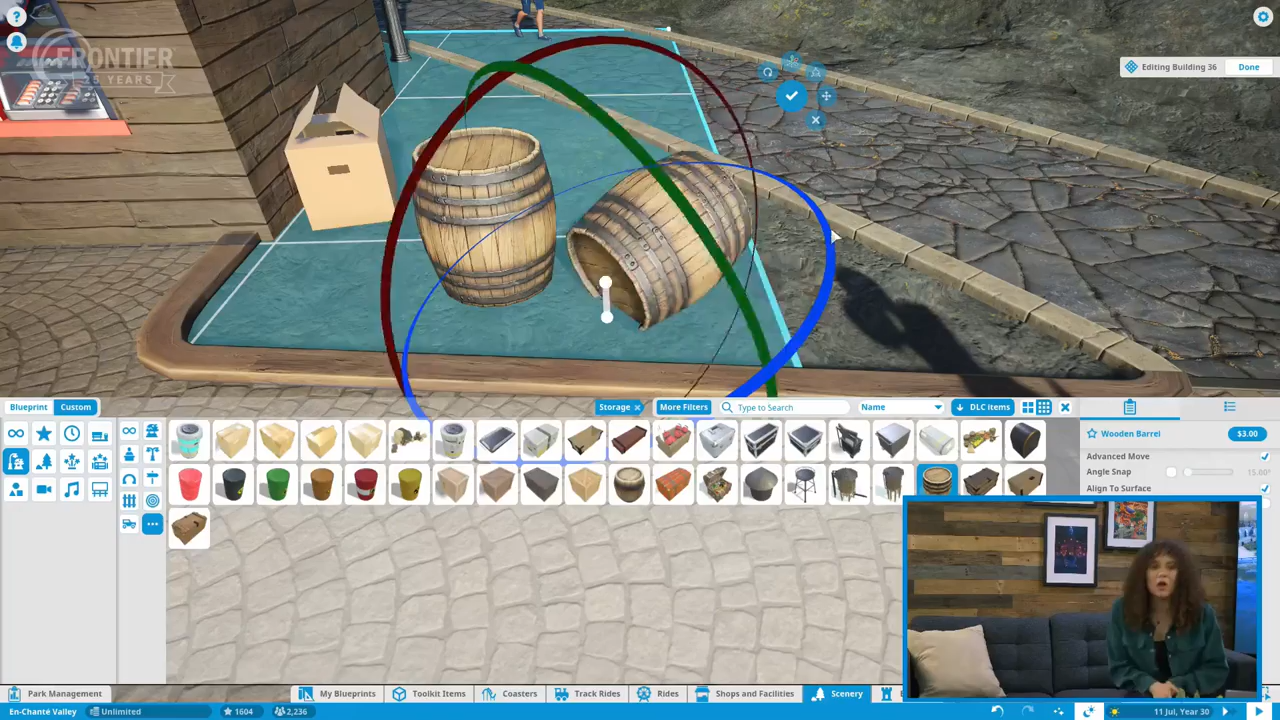 FRONTIER
25 YEARS
Editing Building 36
Done
Blueprint
Custom
Storage ×
More Filters
Type to Search
Name
DLC items
Wooden Barrel
$3.00
Advanced Move
Angle Snap
15.00°
Align To Surface
Park Management
My Blueprints
Toolkit Items
Coasters
Track Rides
Rides
Shops and Facilities
Scenery
En-Chanté Valley
Unlimited
1604
2,236
11 Jul, Year 30